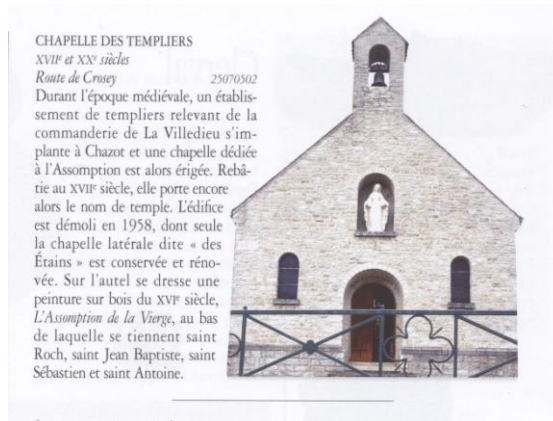 CHAPELLE DES TEMPLIERS
XVIIe et XXe siècles
Route de Crosey 25070502
Durant l'époque médiévale, un établis-
sement de templiers relevant de la
commanderie de La Villedieu s'im-
plante à Chazot et une chapelle dédiée
à l'Assomption est alors érigée. Rebâ-
tie au XVIIe siècle, elle porte encore
alors le nom de temple. L'édifice
est démoli en 1958, dont seule
la chapelle latérale dite « des
Étains » est conservée et réno-
vée. Sur l'autel se dresse une
peinture sur bois du XVIe siècle,
L'Assomption de la Vierge, au bas
de laquelle se tiennent saint
Roch, saint Jean Baptiste, saint
Sébastien et saint Antoine.